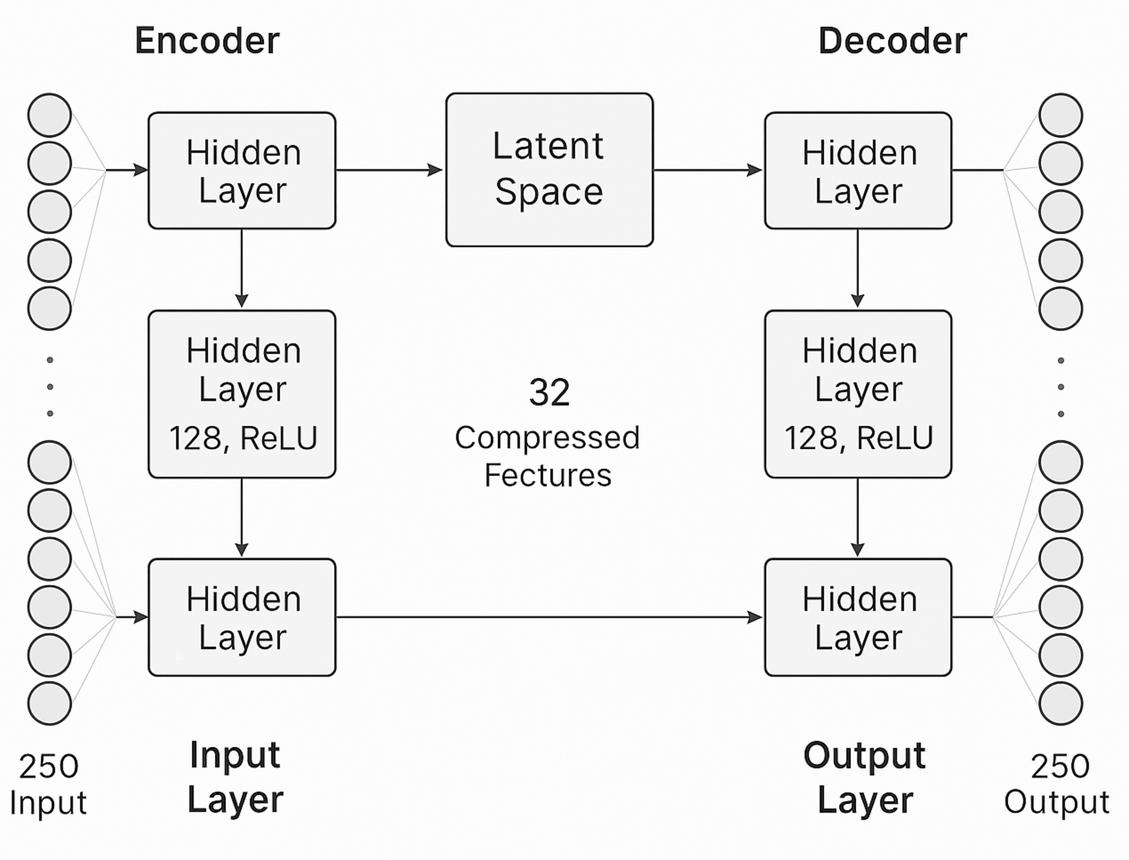 Encoder
Decoder
Hidden
Layer
Latent
Space
Hidden
Layer
Hidden
Layer
128, ReLU
32
Compressed
Fectures
Hidden
Layer
128, ReLU
Hidden
Layer
Hidden
Layer
250
Input
Input
Layer
Output
Layer
250
Output